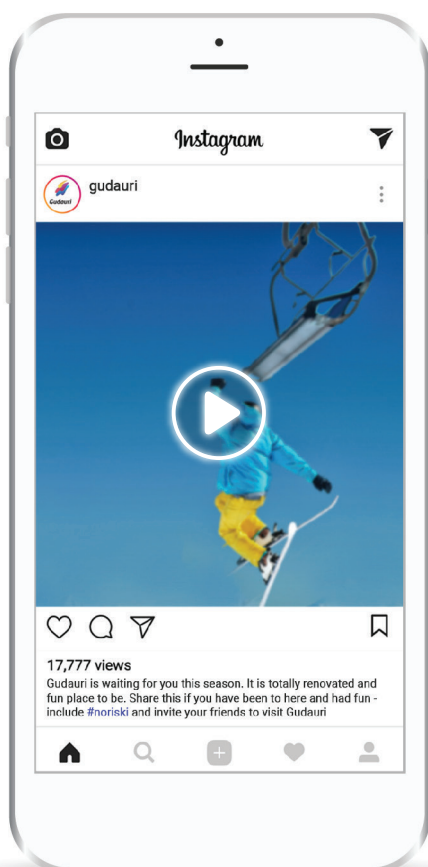 Instagram
Gudauri
gudauri
17,777 views
Gudauri is waiting for you this season. It is totally renovated and
fun place to be. Share this if you have been to here and had fun -
include #noriski and invite your friends to visit Gudauri